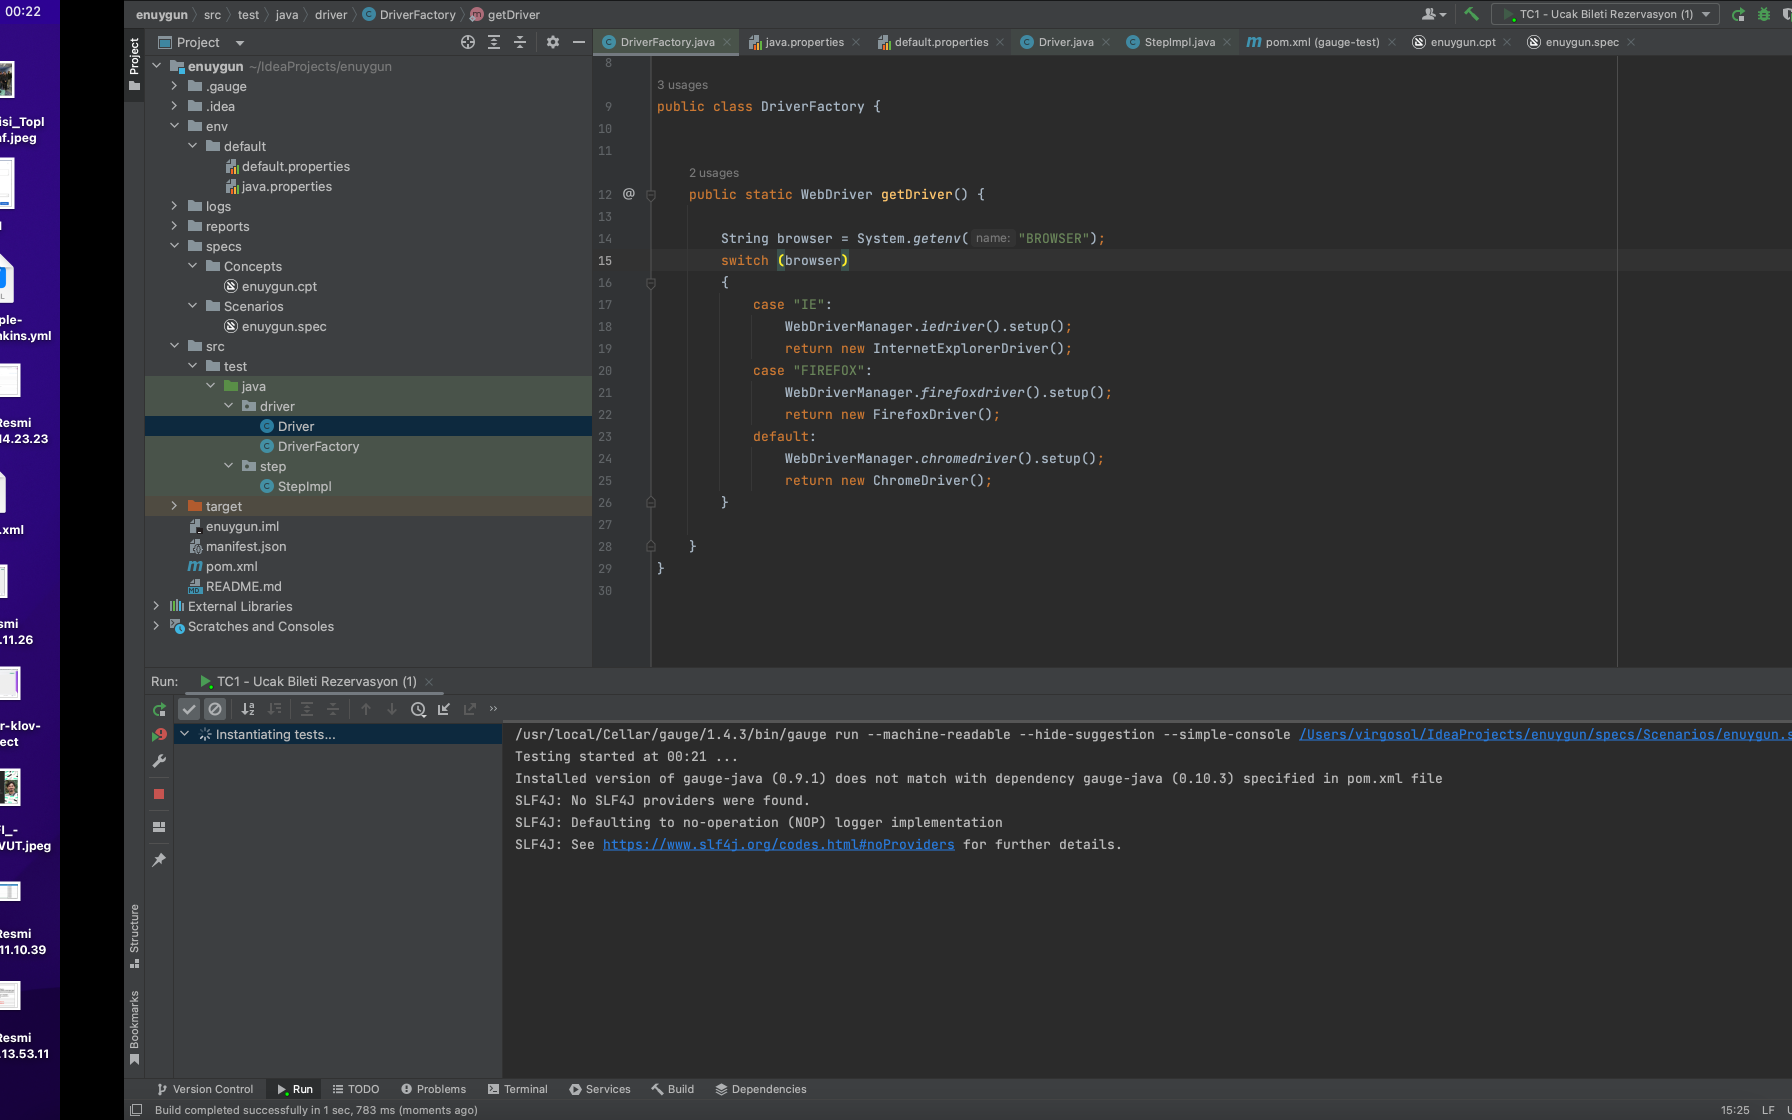 00:22
isi_Topl
af.jpeg
ple-
nkins.yml
Resmi
14.23.23
.xml
smi
.11.26
r-klov-
ect
FI_-
VUT.jpeg
Resmi
11.10.39
Resmi
.13.53.11
enuygun
src
test
java
driver
DriverFactory
getDriver
TC1 - Ucak Bileti Rezervasyon (1)
Project
Project
DriverFactory.java
java.properties
default.properties
Driver.java
StepImpl.java
pom.xml (gauge-test)
enuygun.cpt
enuygun.spec
enuygun ~/IdeaProjects/enuygun
.gauge
.idea
env
default
default.properties
java.properties
logs
reports
specs
Concepts
enuygun.cpt
Scenarios
enuygun.spec
src
test
java
driver
Driver
DriverFactory
step
StepImpl
target
enuygun.iml
manifest.json
pom.xml
README.md
External Libraries
Scratches and Consoles
8
3 usages
9 public class DriverFactory {
10
11
2 usages
12 @ public static WebDriver getDriver() {
13
14 String browser = System.getenv( name: "BROWSER");
15 switch (browser)
16 {
17 case "IE":
18 WebDriverManager.iedriver().setup();
19 return new InternetExplorerDriver();
20 case "FIREFOX":
21 WebDriverManager.firefoxdriver().setup();
22 return new FirefoxDriver();
23 default:
24 WebDriverManager.chromedriver().setup();
25 return new ChromeDriver();
26 }
27
28 }
29 }
30
Run:
TC1 - Ucak Bileti Rezervasyon (1)
Instantiating tests...
/usr/local/Cellar/gauge/1.4.3/bin/gauge run --machine-readable --hide-suggestion --simple-console /Users/virgosol/IdeaProjects/enuygun/specs/Scenarios/enuygun.s
Testing started at 00:21 ...
Installed version of gauge-java (0.9.1) does not match with dependency gauge-java (0.10.3) specified in pom.xml file
SLF4J: No SLF4J providers were found.
SLF4J: Defaulting to no-operation (NOP) logger implementation
SLF4J: See https://www.slf4j.org/codes.html#noProviders for further details.
Structure
Bookmarks
Version Control
Run
TODO
Problems
Terminal
Services
Build
Dependencies
Build completed successfully in 1 sec, 783 ms (moments ago)
15:25
LF